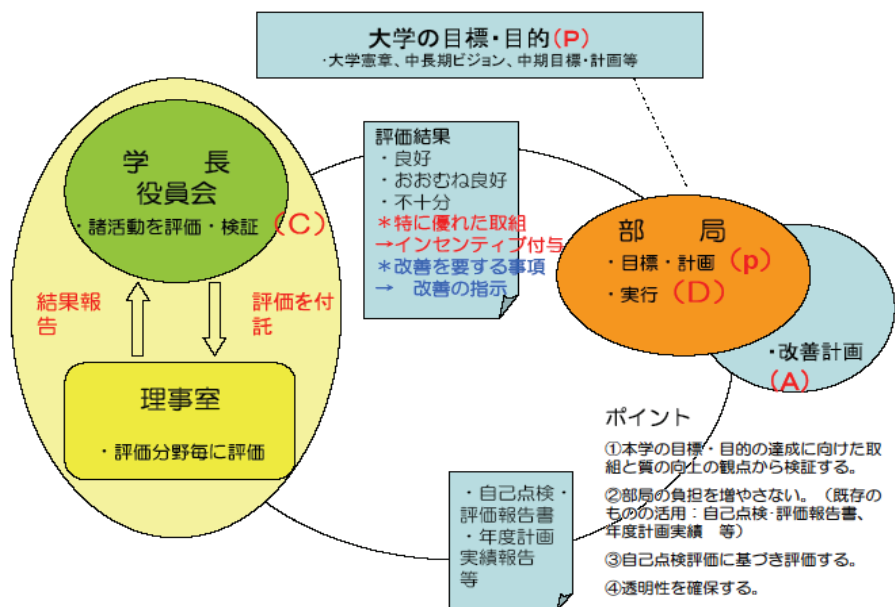 大学の目標・目的(P)
・大学憲章、中長期ビジョン、中期目標・計画等
学　長
役員会
・諸活動を評価・検証(C)
結果報
告
評価を付
託
理事室
・評価分野毎に評価
評価結果
・良好
・おおむね良好
・不十分
＊特に優れた取組
→インセンティブ付与
＊改善を要する事項
→　改善の指示
部　局
・目標・計画(p)
・実行(D)
・改善計画
(A)
・自己点検・
評価報告書
・年度計画
実績報告
等
ポイント
①本学の目標・目的の達成に向けた取
組と質の向上の観点から検証する。
②部局の負担を増やさない。（既存の
ものの活用：自己点検・評価報告書、
年度計画実績　等）
③自己点検評価に基づき評価する。
④透明性を確保する。